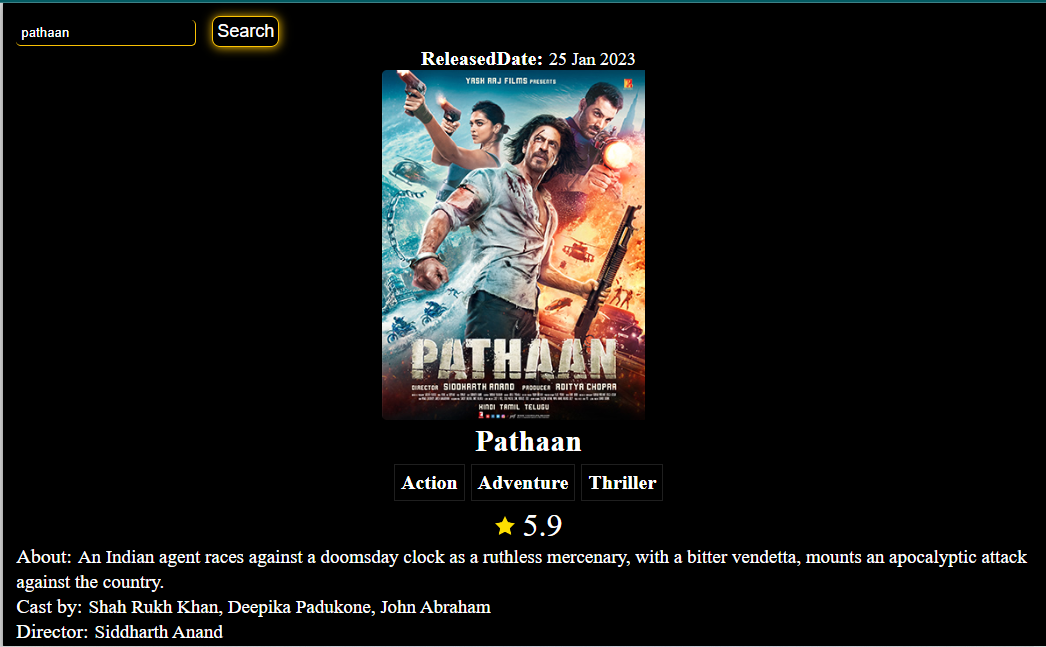 pathaan
Search
ReleasedDate: 25 Jan 2023
YASH RAJ FILMS PRESENTS
PATHAAN
DIRECTOR SIDDHARTH ANAND PRODUCER ADITYA CHOPRA
HINDI TAMIL TELUGU
Pathaan
Action Adventure Thriller
5.9
About: An Indian agent races against a doomsday clock as a ruthless mercenary, with a bitter vendetta, mounts an apocalyptic attack
against the country.
Cast by: Shah Rukh Khan, Deepika Padukone, John Abraham
Director: Siddharth Anand